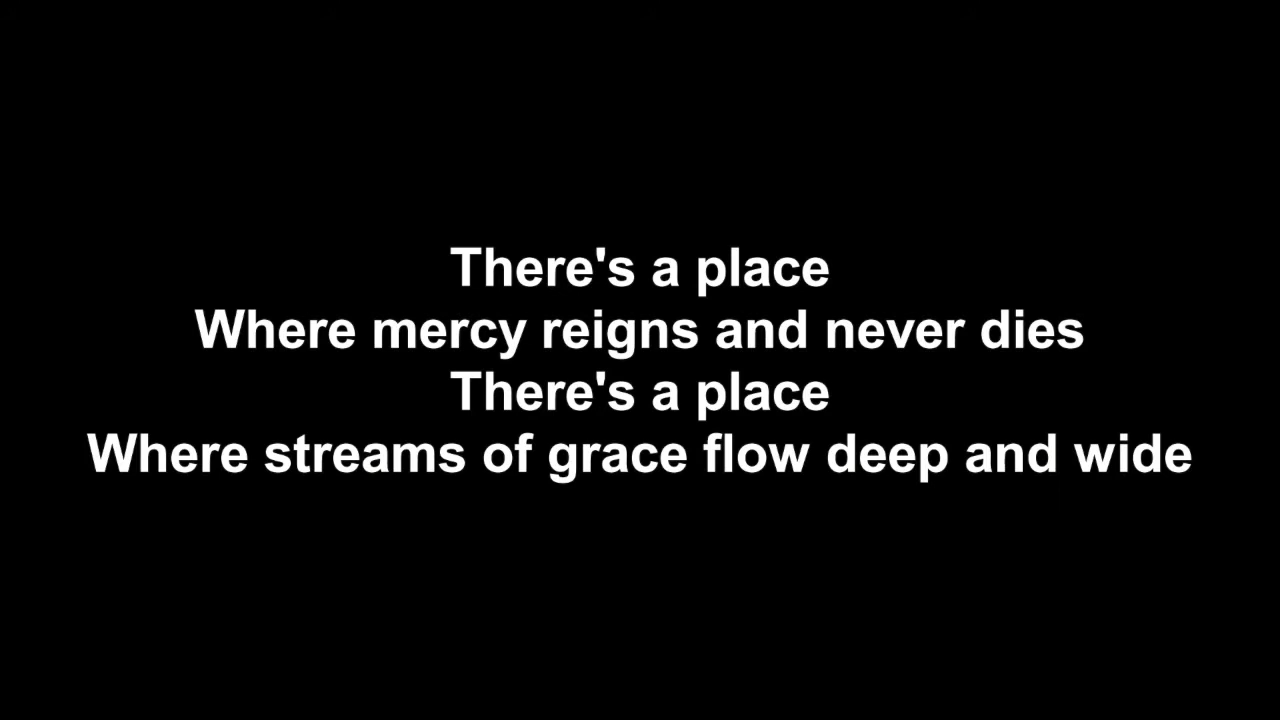 There's a place
Where mercy reigns and never dies
There's a place
Where streams of grace flow deep and wide